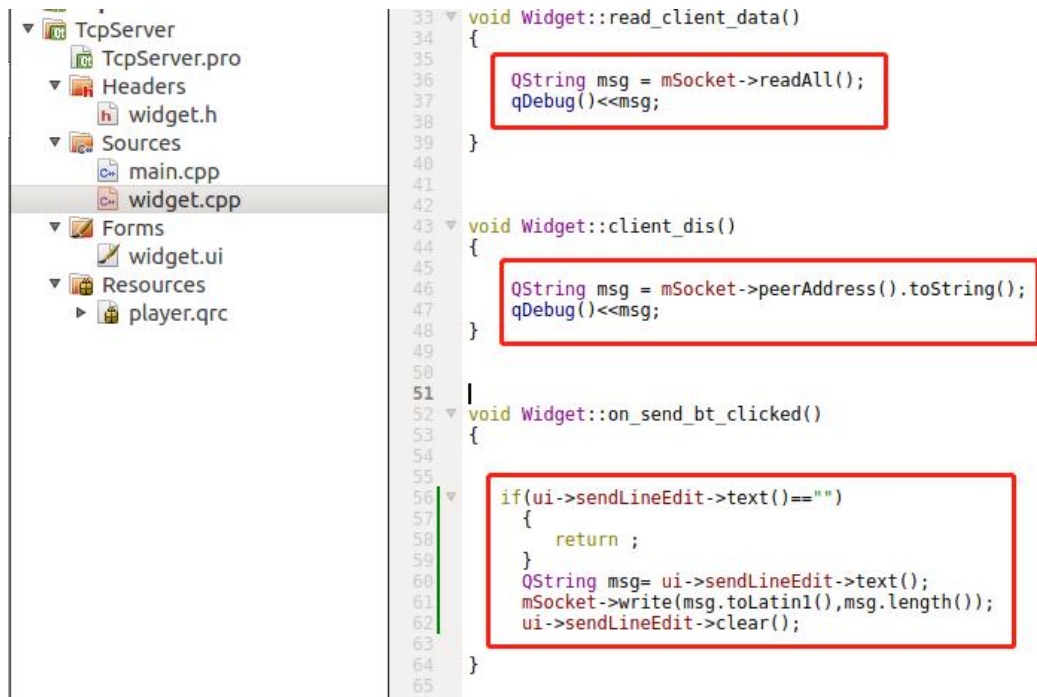 TcpServer
TcpServer.pro
Headers
widget.h
Sources
main.cpp
widget.cpp
Forms
widget.ui
Resources
player.qrc
33 void Widget::read_client_data()
34 {
35
36 QString msg = mSocket->readAll();
37 qDebug()<<msg;
38
39 }
40
41
42
43 void Widget::client_dis()
44 {
45
46 QString msg = mSocket->peerAddress().toString();
47 qDebug()<<msg;
48 }
49
50
51
52 void Widget::on_send_bt_clicked()
53 {
54
55
56 if(ui->sendLineEdit->text()=="")
57 {
58 return ;
59 }
60 QString msg= ui->sendLineEdit->text();
61 mSocket->write(msg.toLatin1(),msg.length());
62 ui->sendLineEdit->clear();
63
64 }
65